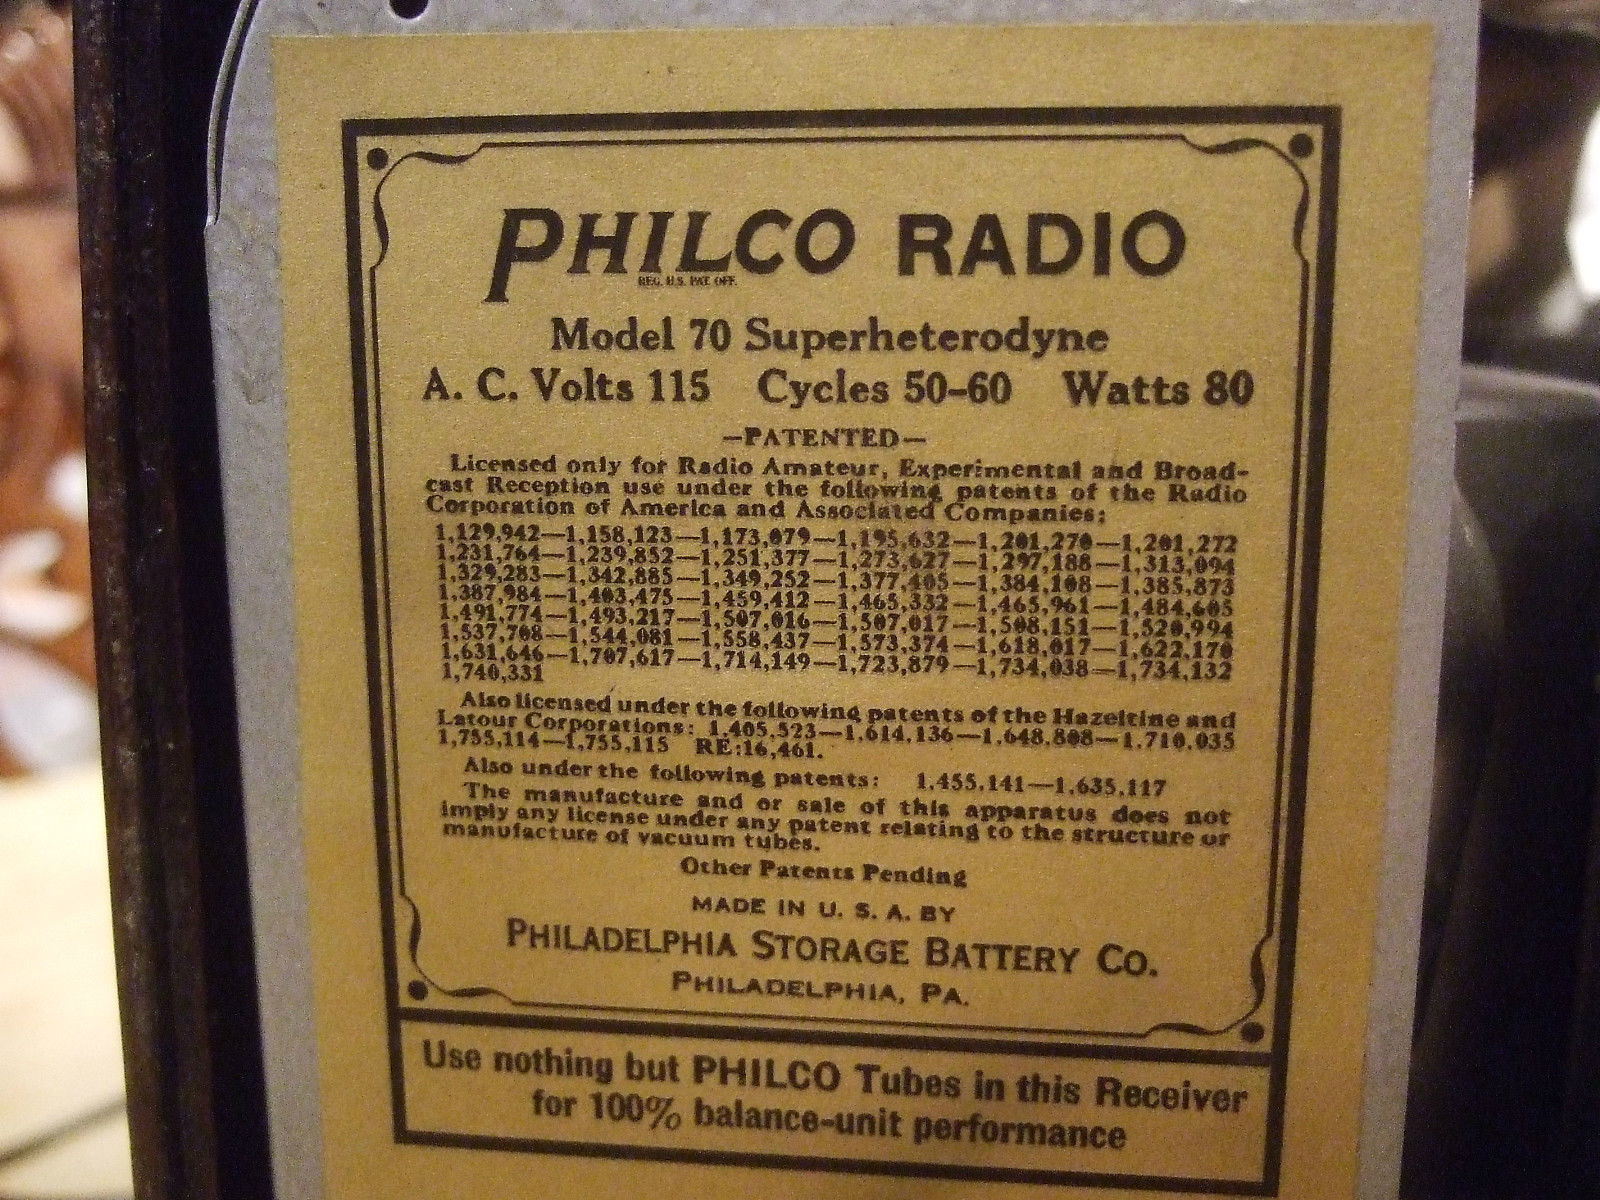 PHILCO RADIO
REG. U.S. PAT. OFF.
Model 70 Superheterodyne
A. C. Volts 115 Cycles 50-60 Watts 80
—PATENTED—
Licensed only for Radio Amateur, Experimental and Broad-
cast Reception use under the following patents of the Radio
Corporation of America and Associated Companies:
1,129,942—1,158,123—1,173,079—1,195,632—1,201,270—1,201,272
1,231,764—1,239,852—1,251,377—1,273,627—1,297,188—1,313,094
1,329,283—1,342,885—1,349,252—1,377,405—1,384,108—1,385,873
1,387,984—1,403,475—1,459,412—1,465,332—1,465,961—1,484,605
1,491,774—1,493,217—1,507,016—1,507,017—1,508,151—1,520,994
1,537,708—1,544,081—1,558,437—1,573,374—1,618,017—1,622,170
1,631,646—1,707,617—1,714,149—1,723,879—1,734,038—1,734,132
1,740,331
Also licensed under the following patents of the Hazeltine and
Latour Corporations: 1,405,523—1,614,136—1,648,808—1,710,035
1,755,114—1,755,115 RE:16,461.
Also under the following patents: 1,455,141—1,635,117
The manufacture and or sale of this apparatus does not
imply any license under any patent relating to the structure or
manufacture of vacuum tubes.
Other Patents Pending
MADE IN U. S. A. BY
PHILADELPHIA STORAGE BATTERY CO.
PHILADELPHIA, PA.
Use nothing but PHILCO Tubes in this Receiver
for 100% balance-unit performance